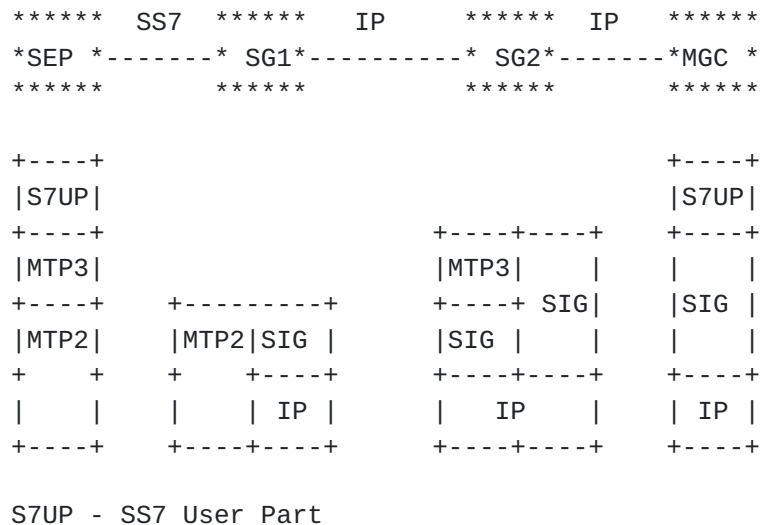 ****** SS7 ****** IP ****** IP ******
*SEP *-------* SG1*----------* SG2*-------*MGC *
****** ****** ****** ******
+----+ +----+
|S7UP| |S7UP|
+----+ +----+----+ +----+
|MTP3| |MTP3| | | |
+----+ +---------+ +----+ SIG| |SIG |
|MTP2| |MTP2|SIG | |SIG | | | |
+ + + +----+ +----+----+ +----+
| | | | IP | | IP | | IP |
+----+ +----+----+ +----+----+ +----+
S7UP - SS7 User Part